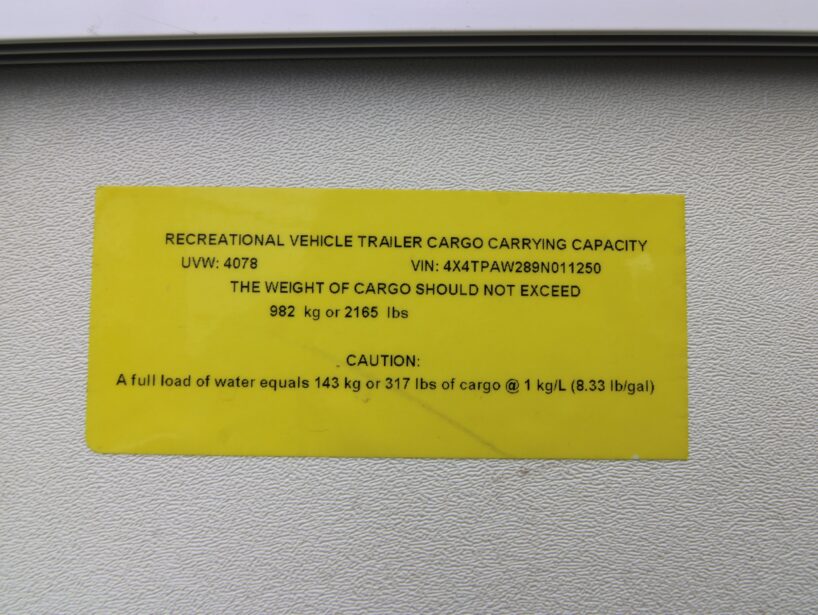 RECREATIONAL VEHICLE TRAILER CARGO CARRYING CAPACITY
UVW: 4078 VIN: 4X4TPAW289N011250
THE WEIGHT OF CARGO SHOULD NOT EXCEED
982 kg or 2165 lbs
CAUTION:
A full load of water equals 143 kg or 317 lbs of cargo @ 1 kg/L (8.33 lb/gal)